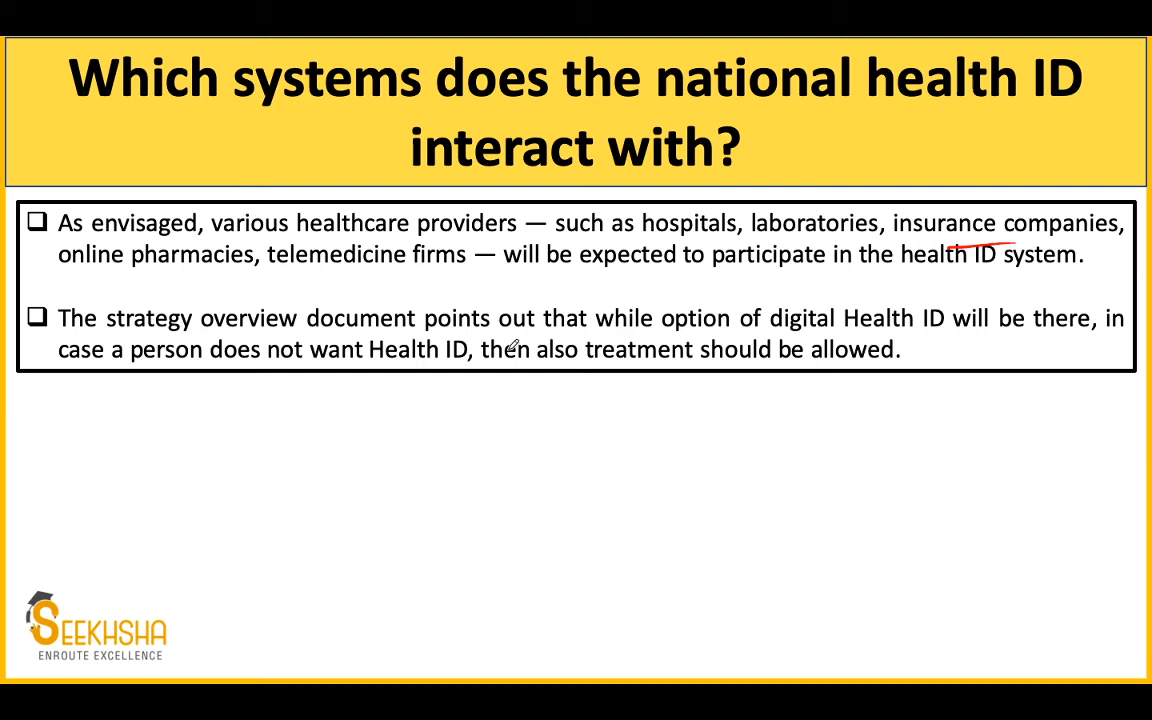 Which systems does the national health ID
interact with?
As envisaged, various healthcare providers — such as hospitals, laboratories, insurance companies,
online pharmacies, telemedicine firms — will be expected to participate in the health ID system.
The strategy overview document points out that while option of digital Health ID will be there, in
case a person does not want Health ID, then also treatment should be allowed.
SEEKHSHA
ENROUTE EXCELLENCE